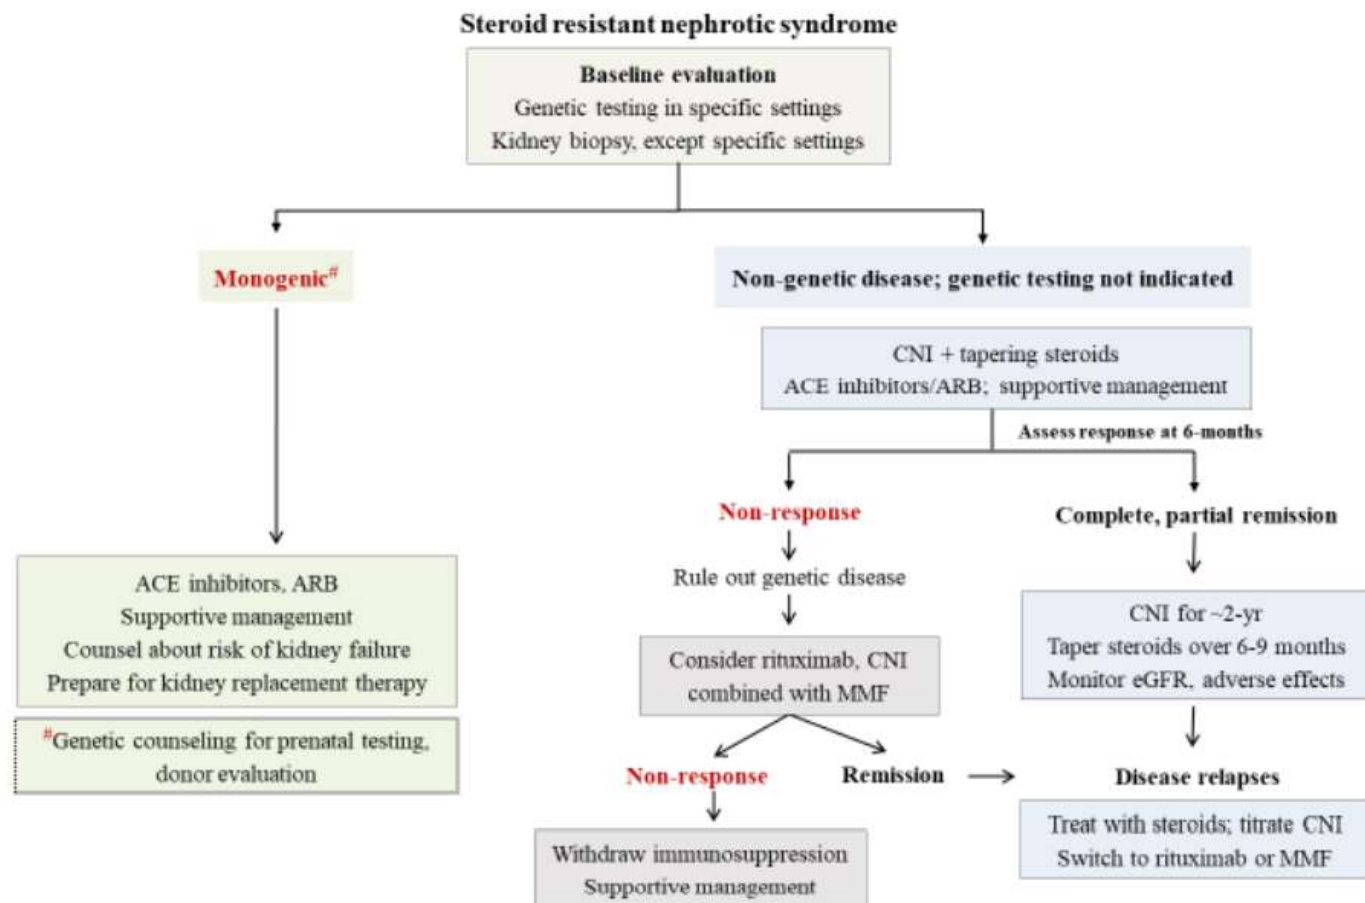 Steroid resistant nephrotic syndrome
Baseline evaluation
Genetic testing in specific settings
Kidney biopsy, except specific settings
Monogenic#
Non-genetic disease; genetic testing not indicated
CNI + tapering steroids
ACE inhibitors/ARB; supportive management
Assess response at 6-months
Non-response
Complete, partial remission
Rule out genetic disease
ACE inhibitors, ARB
Supportive management
Counsel about risk of kidney failure
Prepare for kidney replacement therapy
#Genetic counseling for prenatal testing,
donor evaluation
Consider rituximab, CNI
combined with MMF
CNI for ~2-yr
Taper steroids over 6-9 months
Monitor eGFR, adverse effects
Non-response
Remission
Disease relapses
Withdraw immunosuppression
Supportive management
Treat with steroids; titrate CNI
Switch to rituximab or MMF